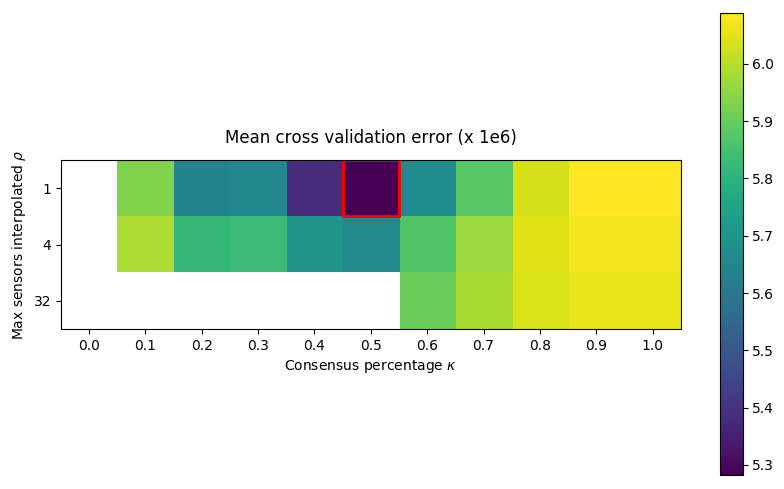 Mean cross validation error (x 1e6)
Max sensors interpolated ρ
1
4
32
0.0 0.1 0.2 0.3 0.4 0.5 0.6 0.7 0.8 0.9 1.0
Consensus percentage κ
6.0
5.9
5.8
5.7
5.6
5.5
5.4
5.3